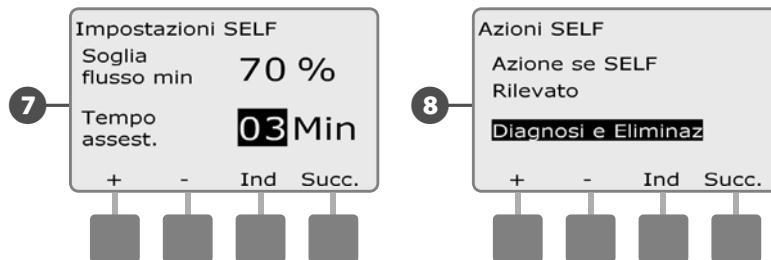 7
Impostazioni SELF
Soglia
flusso min 70 %
Tempo
assest. 03 Min
+ - Ind Succ.
8
Azioni SELF
Azione se SELF
Rilevato
Diagnosi e Eliminaz
+ - Ind Succ.